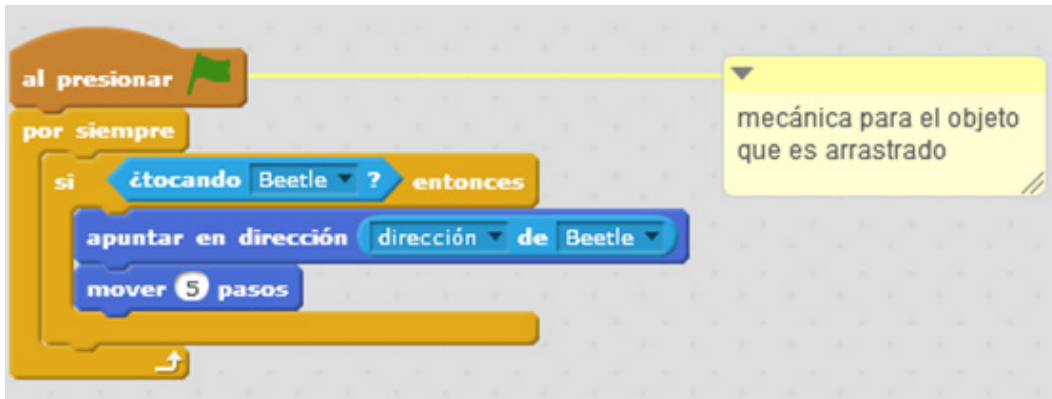 al presionar
por siempre
si ¿tocando Beetle ? entonces
apuntar en dirección dirección de Beetle
mover 5 pasos
mecánica para el objeto
que es arrastrado